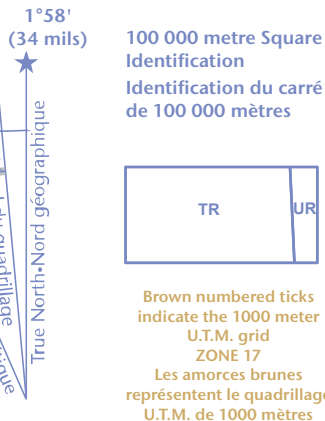 1°58'
(34 mils)
True North•Nord géographique
du quadrillage
100 000 metre Square
Identification
Identification du carré
de 100 000 mètres
TR
UR
Brown numbered ticks
indicate the 1000 meter
U.T.M. grid
ZONE 17
Les amorces brunes
représentent le quadrillage
U.T.M. de 1000 mètres